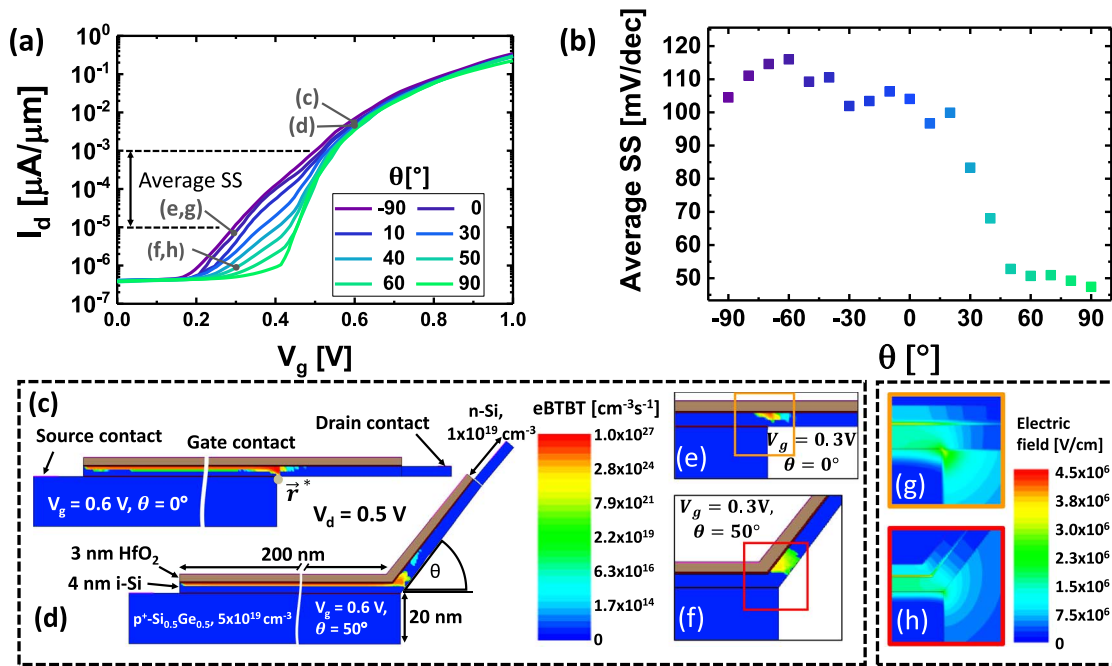 (a)
I_d [μA/μm]
10^0
10^-1
10^-2
10^-3
10^-4
10^-5
10^-6
10^-7
(c)
(d)
Average SS
(e,g)
(f,h)
θ[°]
-90 0
10 30
40 50
60 90
0.0 0.2 0.4 0.6 0.8 1.0
V_g [V]
(b)
Average SS [mV/dec]
120
110
100
90
80
70
60
50
-90 -60 -30 0 30 60 90
θ [°]
(c)
Source contact
Gate contact
Drain contact
n-Si,
1x10^19 cm^-3
V_g = 0.6 V, θ = 0°
r⃗ *
V_d = 0.5 V
3 nm HfO_2
4 nm i-Si
200 nm
θ
20 nm
(d)
p^+-Si_0.5Ge_0.5, 5x10^19 cm^-3
V_g = 0.6 V,
θ = 50°
eBTBT [cm^-3s^-1]
1.0x10^27
2.8x10^24
7.9x10^21
2.2x10^19
6.3x10^16
1.7x10^14
0
(e)
V_g = 0.3V
θ = 0°
V_g = 0.3V,
θ = 50°
(f)
(g)
(h)
Electric
field [V/cm]
4.5x10^6
3.8x10^6
3.0x10^6
2.3x10^6
1.5x10^6
7.5x10^6
0